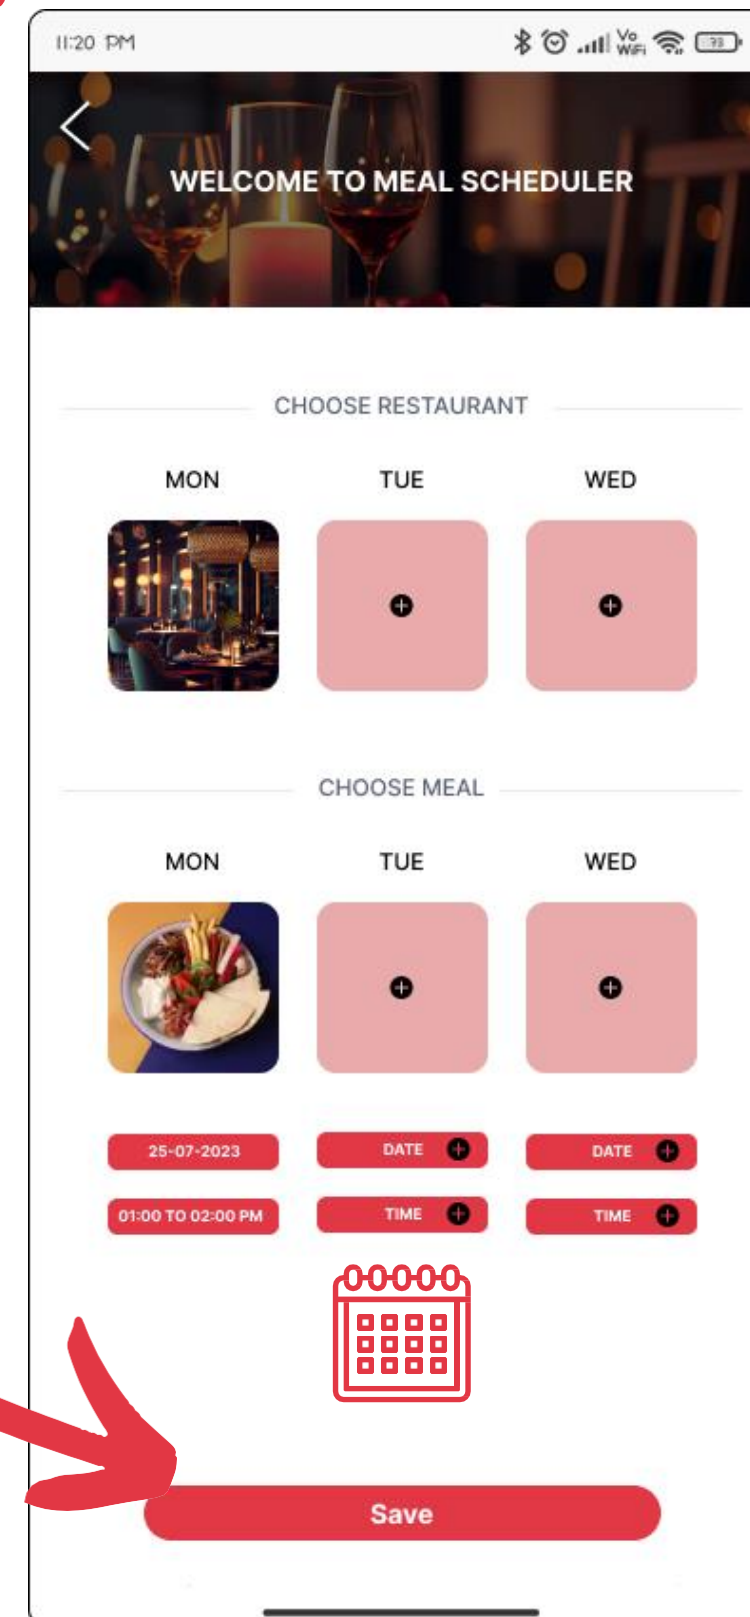 11:20 PM
Vo
WiFi
33
WELCOME TO MEAL SCHEDULER
CHOOSE RESTAURANT
MON TUE WED
CHOOSE MEAL
MON TUE WED
25-07-2023 DATE DATE
01:00 TO 02:00 PM TIME TIME
Save